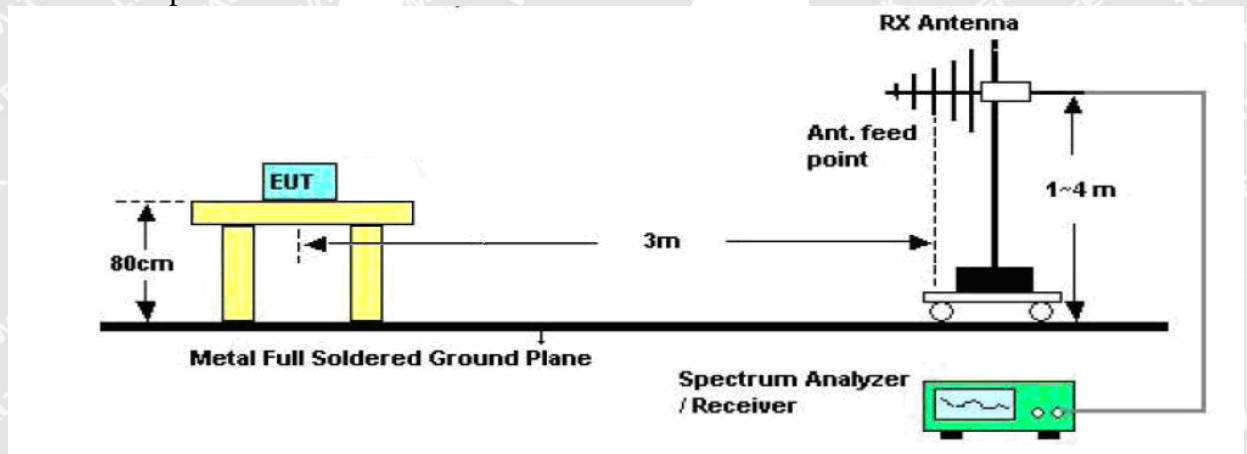 RX Antenna
Ant. feed
point
EUT
1~4 m
3m
80cm
Metal Full Soldered Ground Plane
Spectrum Analyzer
/ Receiver